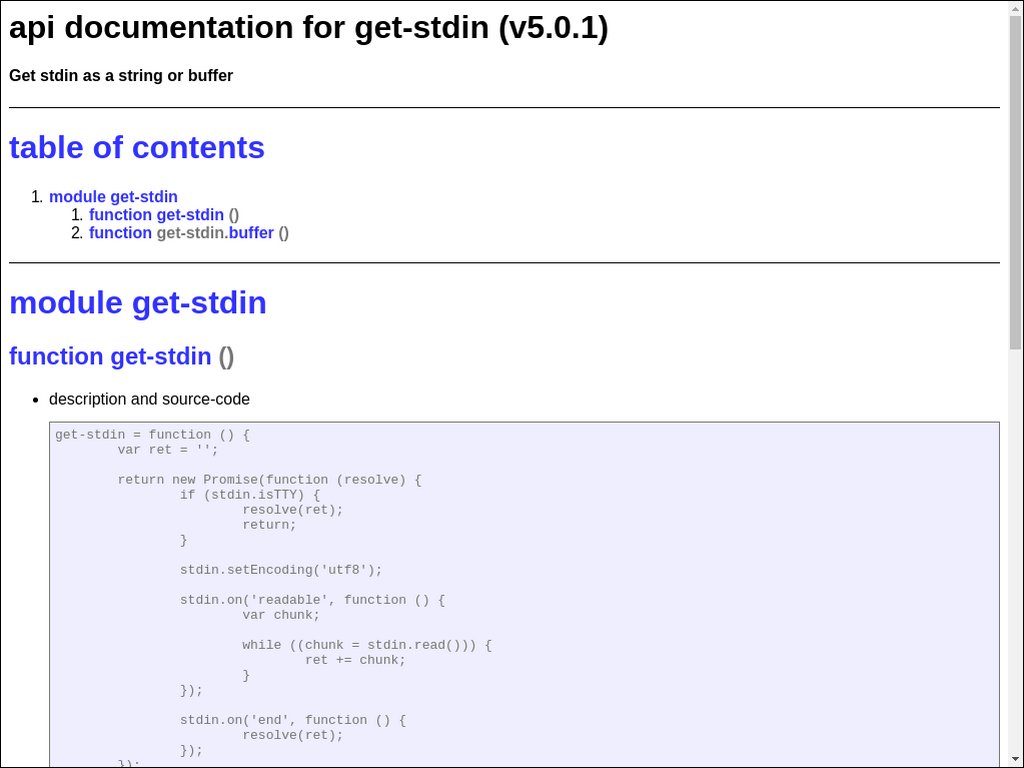 api documentation for get-stdin (v5.0.1)
Get stdin as a string or buffer
table of contents
1. module get-stdin
1. function get-stdin ()
2. function get-stdin.buffer ()
module get-stdin
function get-stdin ()
• description and source-code
get-stdin = function () {
        var ret = '';
        return new Promise(function (resolve) {
                if (stdin.isTTY) {
                        resolve(ret);
                        return;
                }
                stdin.setEncoding('utf8');
                stdin.on('readable', function () {
                        var chunk;
                        while ((chunk = stdin.read())) {
                                ret += chunk;
                        }
                });
                stdin.on('end', function () {
                        resolve(ret);
                });
        });